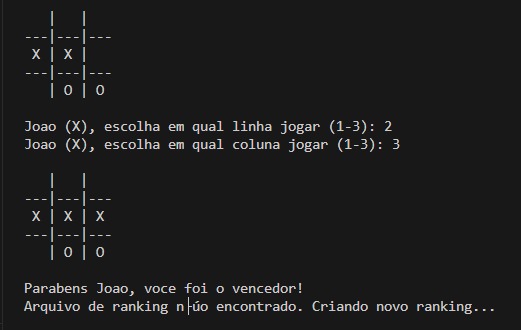 |   |
---|---|---
 X | X |
---|---|---
   | O | O
Joao (X), escolha em qual linha jogar (1-3): 2
Joao (X), escolha em qual coluna jogar (1-3): 3
   |   |
---|---|---
 X | X | X
---|---|---
   | O | O
Parabens Joao, voce foi o vencedor!
Arquivo de ranking n├úo encontrado. Criando novo ranking...